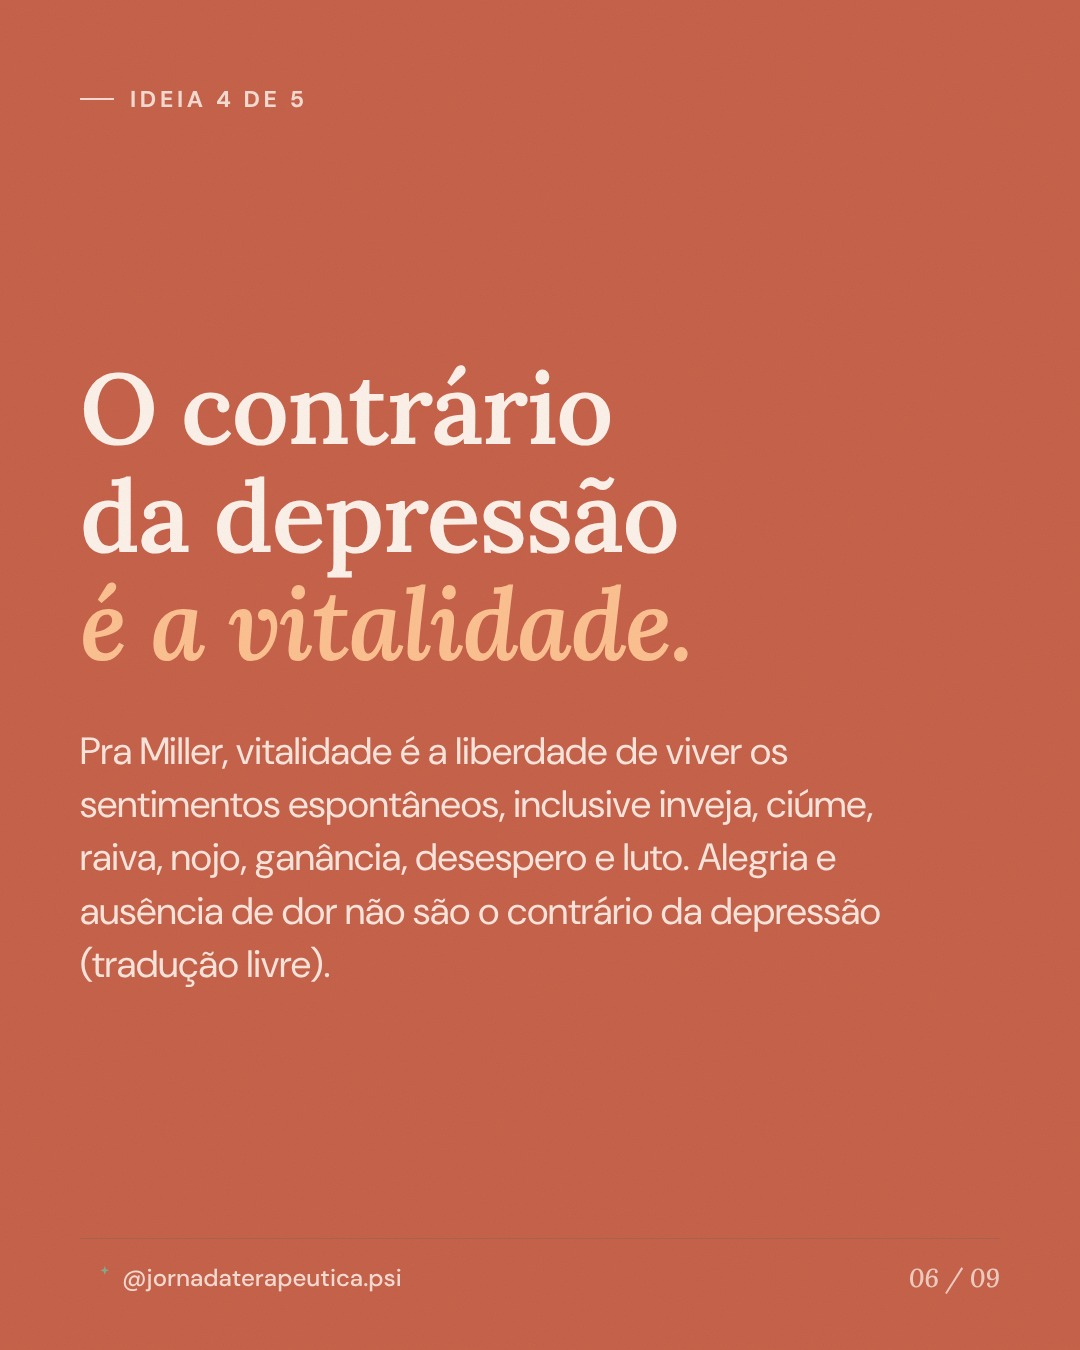 IDEIA 4 DE 5
O contrário
da depressão
é a vitalidade.
Pra Miller, vitalidade é a liberdade de viver os
sentimentos espontâneos, inclusive inveja, ciúme,
raiva, nojo, ganância, desespero e luto. Alegria e
ausência de dor não são o contrário da depressão
(tradução livre).
@jornadaterapeutica.psi
06 / 09